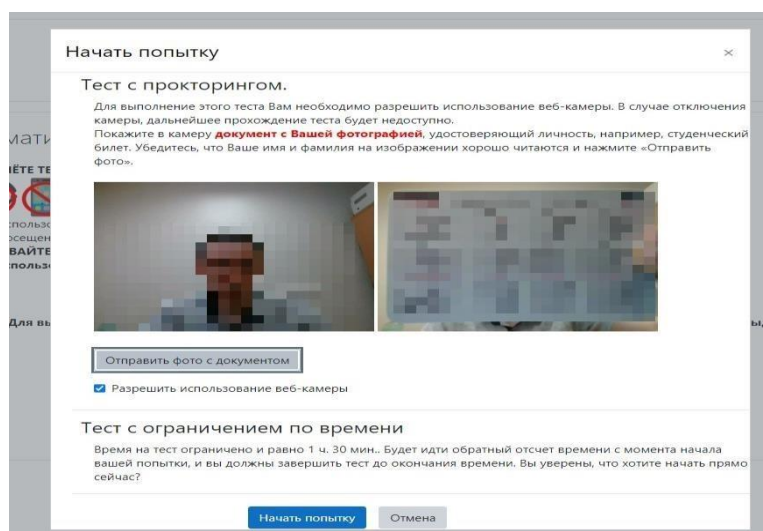 Начать попытку ×
Тест с прокторингом.
Для выполнение этого теста Вам необходимо разрешить использование веб-камеры. В случае отключения
камеры, дальнейшее прохождение теста будет недоступно.
Покажите в камеру документ с Вашей фотографией, удостоверяющий личность, например, студенческий
билет. Убедитесь, что Ваше имя и фамилия на изображении хорошо читаются и нажмите «Отправить
фото».
Отправить фото с документом
Разрешить использование веб-камеры
Тест с ограничением по времени
Время на тест ограничено и равно 1 ч. 30 мин.. Будет идти обратный отсчет времени с момента начала
вашей попытки, и вы должны завершить тест до окончания времени. Вы уверены, что хотите начать прямо
сейчас?
Начать попытку Отмена